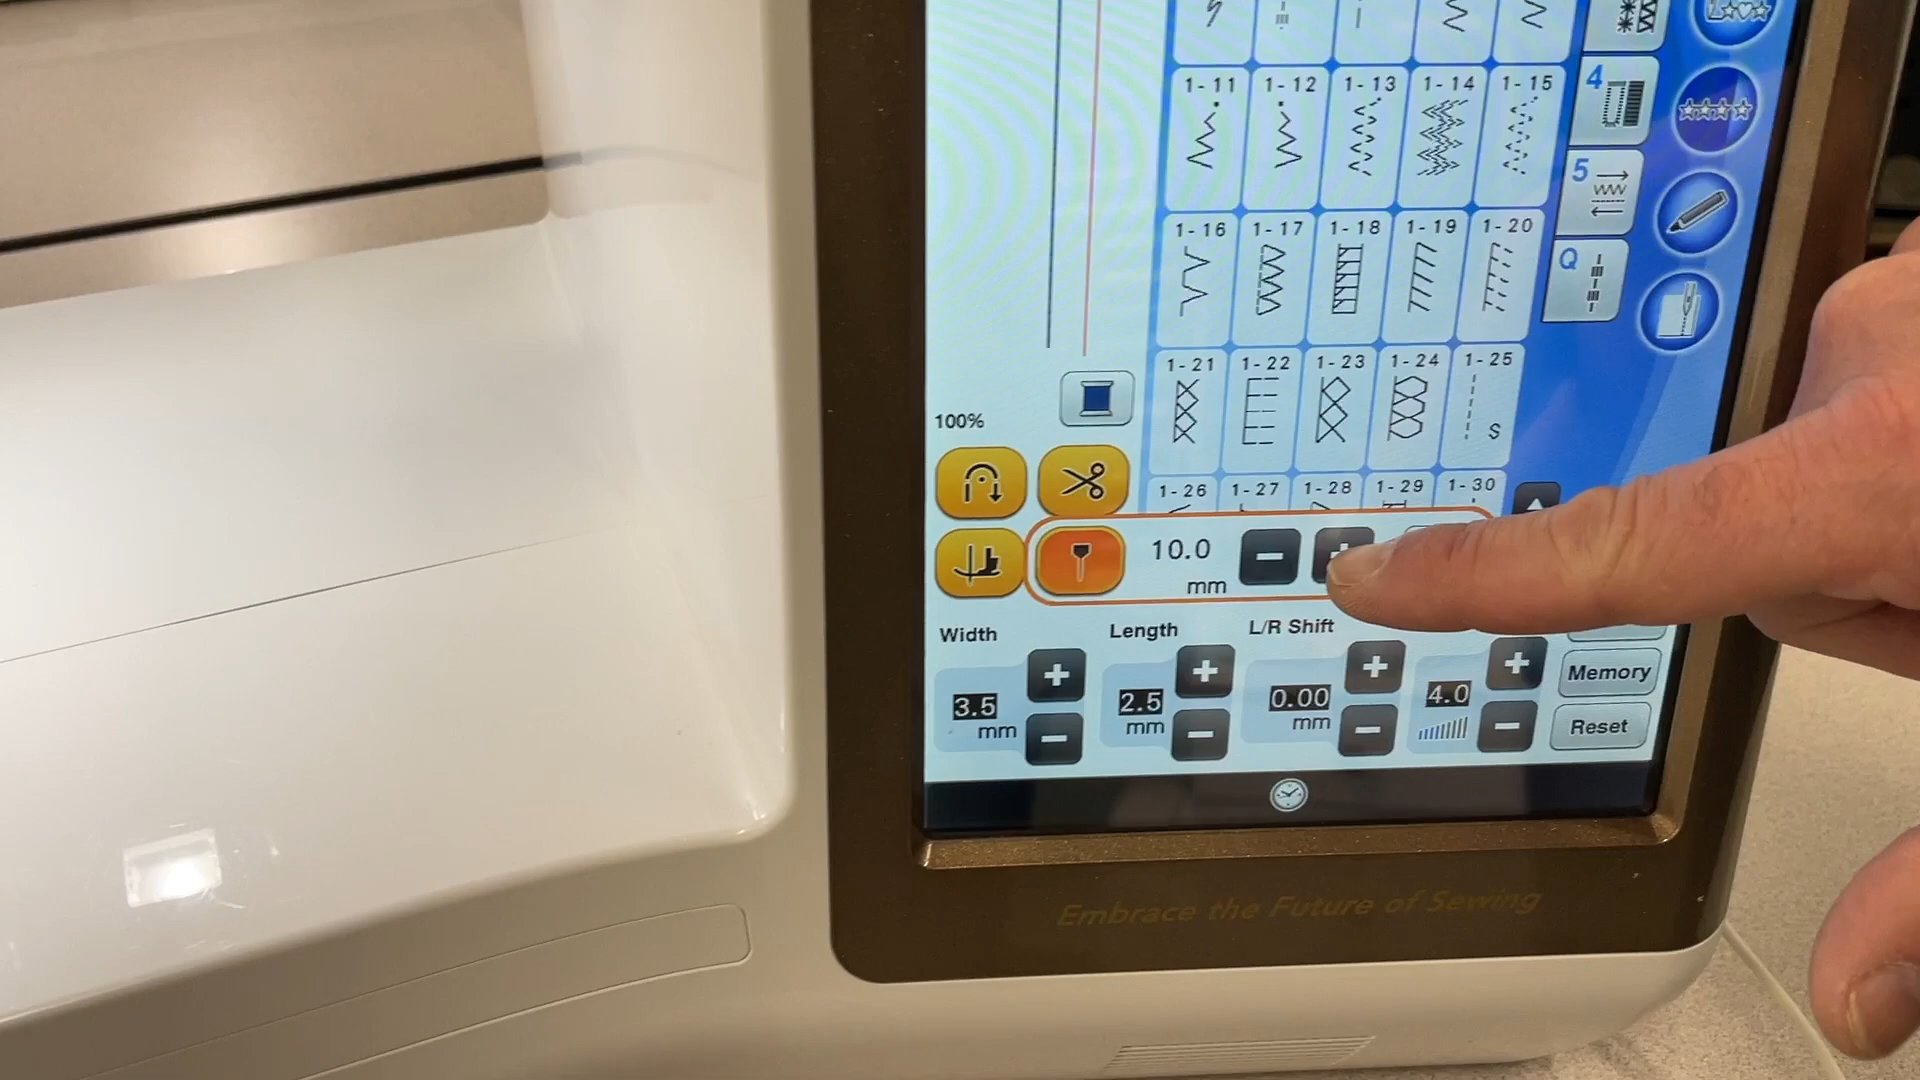 1-11 1-12 1-13 1-14 1-15
4
5
1-16 1-17 1-18 1-19 1-20
Q
1-21 1-22 1-23 1-24 1-25
S
100%
1-26 1-27 1-28 1-29 1-30
10.0
mm
Width Length L/R Shift
3.5 2.5 0.00 4.0
mm mm mm
Memory
Reset
Embrace the Future of Sewing